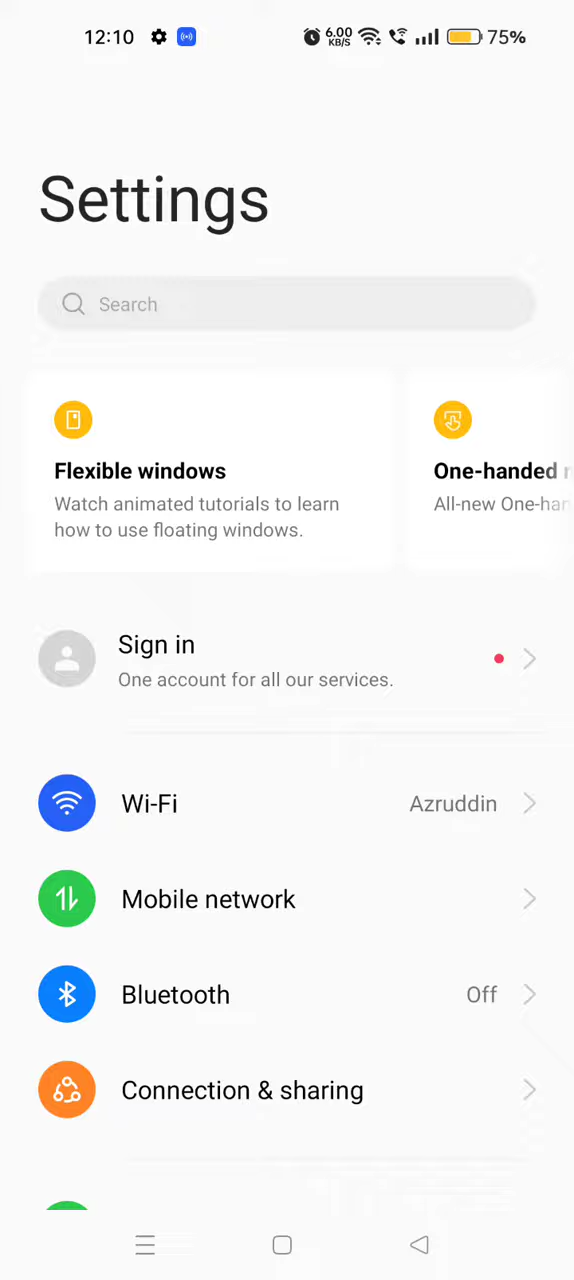 12:10 6.00 KB/S 75%
Settings
Search
Flexible windows
Watch animated tutorials to learn
how to use floating windows.
One-handed
All-new One-han
Sign in
One account for all our services.
Wi-Fi Azruddin
Mobile network
Bluetooth Off
Connection & sharing